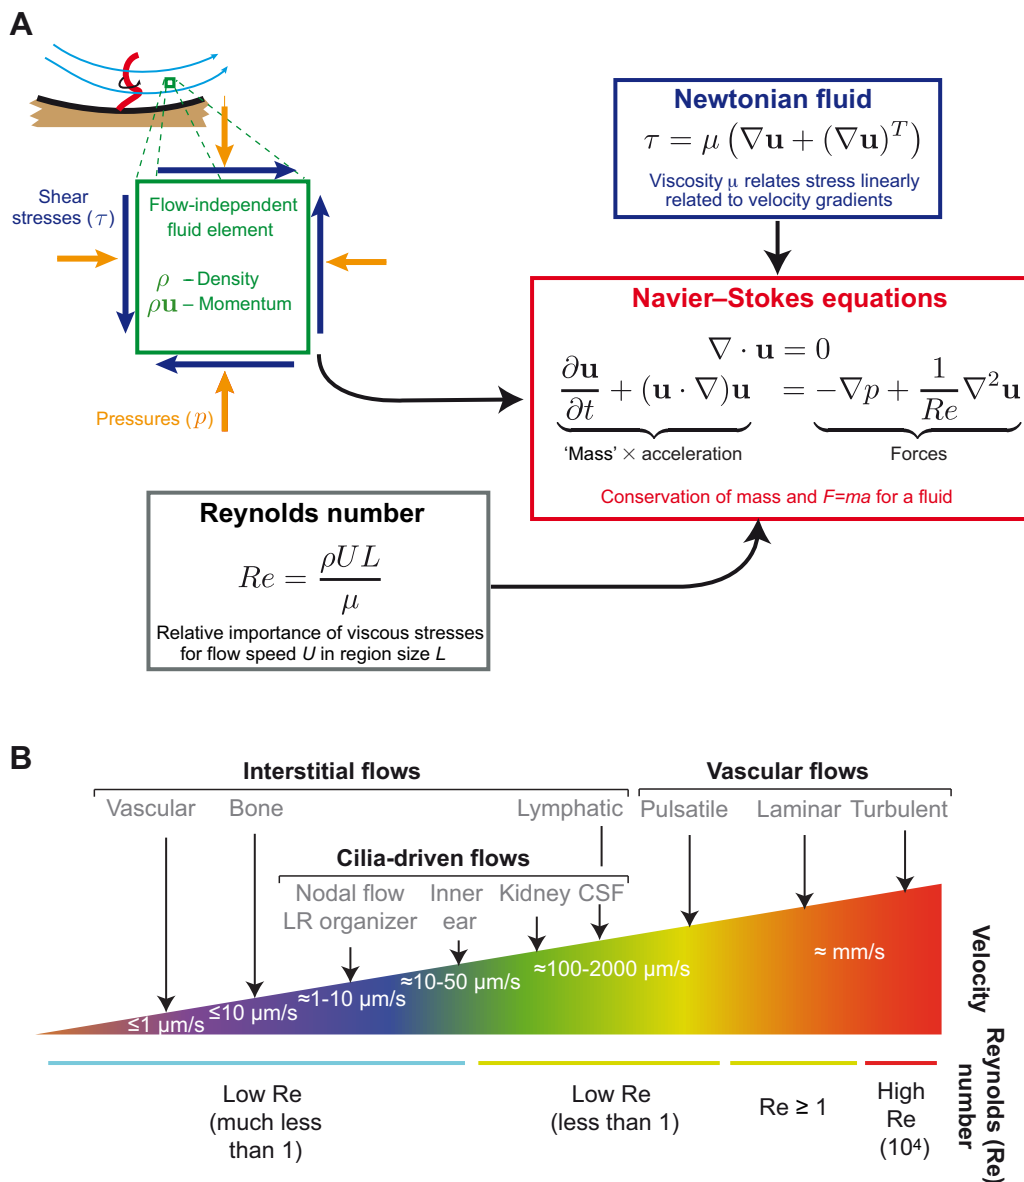 A
Shear
stresses (τ)
Flow-independent
fluid element
ρ – Density
ρu – Momentum
Pressures (p)
Newtonian fluid
τ = μ (∇u + (∇u)ᵀ)
Viscosity μ relates stress linearly
related to velocity gradients
Navier–Stokes equations
∇ · u = 0
∂u/∂t + (u · ∇)u = −∇p + 1/Re ∇²u
‘Mass’ × acceleration
Forces
Conservation of mass and F=ma for a fluid
Reynolds number
Re = ρUL/μ
Relative importance of viscous stresses
for flow speed U in region size L
B
Interstitial flows
Vascular flows
Vascular
Bone
Lymphatic
Pulsatile
Laminar
Turbulent
Cilia-driven flows
Nodal flow
LR organizer
Inner
ear
Kidney
CSF
≤1 μm/s
≤10 μm/s
≈1-10 μm/s
≈10-50 μm/s
≈100-2000 μm/s
≈ mm/s
Velocity
Low Re
(much less
than 1)
Low Re
(less than 1)
Re ≥ 1
High
Re
(10⁴)
Reynolds (Re)
number